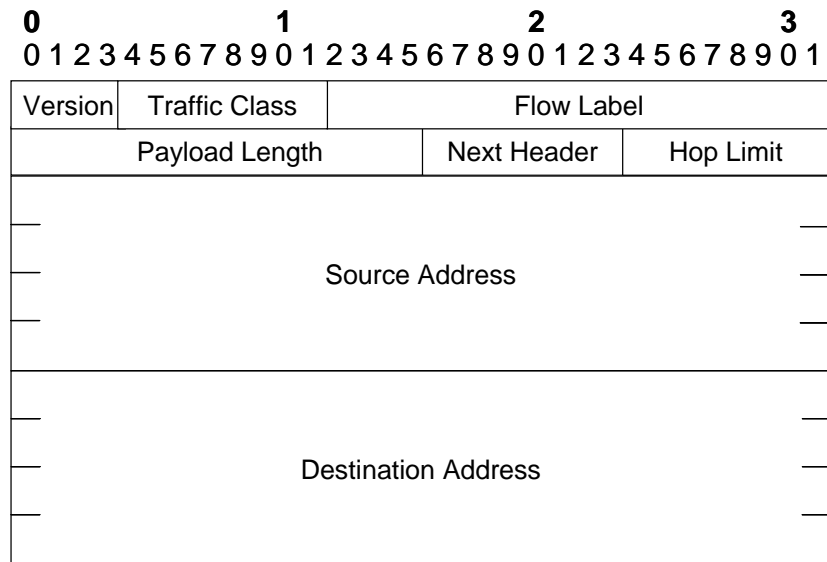 0 1 2 3
0 1 2 3 4 5 6 7 8 9 0 1 2 3 4 5 6 7 8 9 0 1 2 3 4 5 6 7 8 9 0 1
Version Traffic Class Flow Label
Payload Length Next Header Hop Limit
Source Address
Destination Address